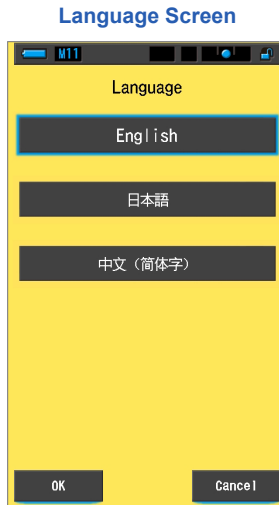 Language Screen
M11
Language
English
日本語
中文（简体字）
OK
Cancel